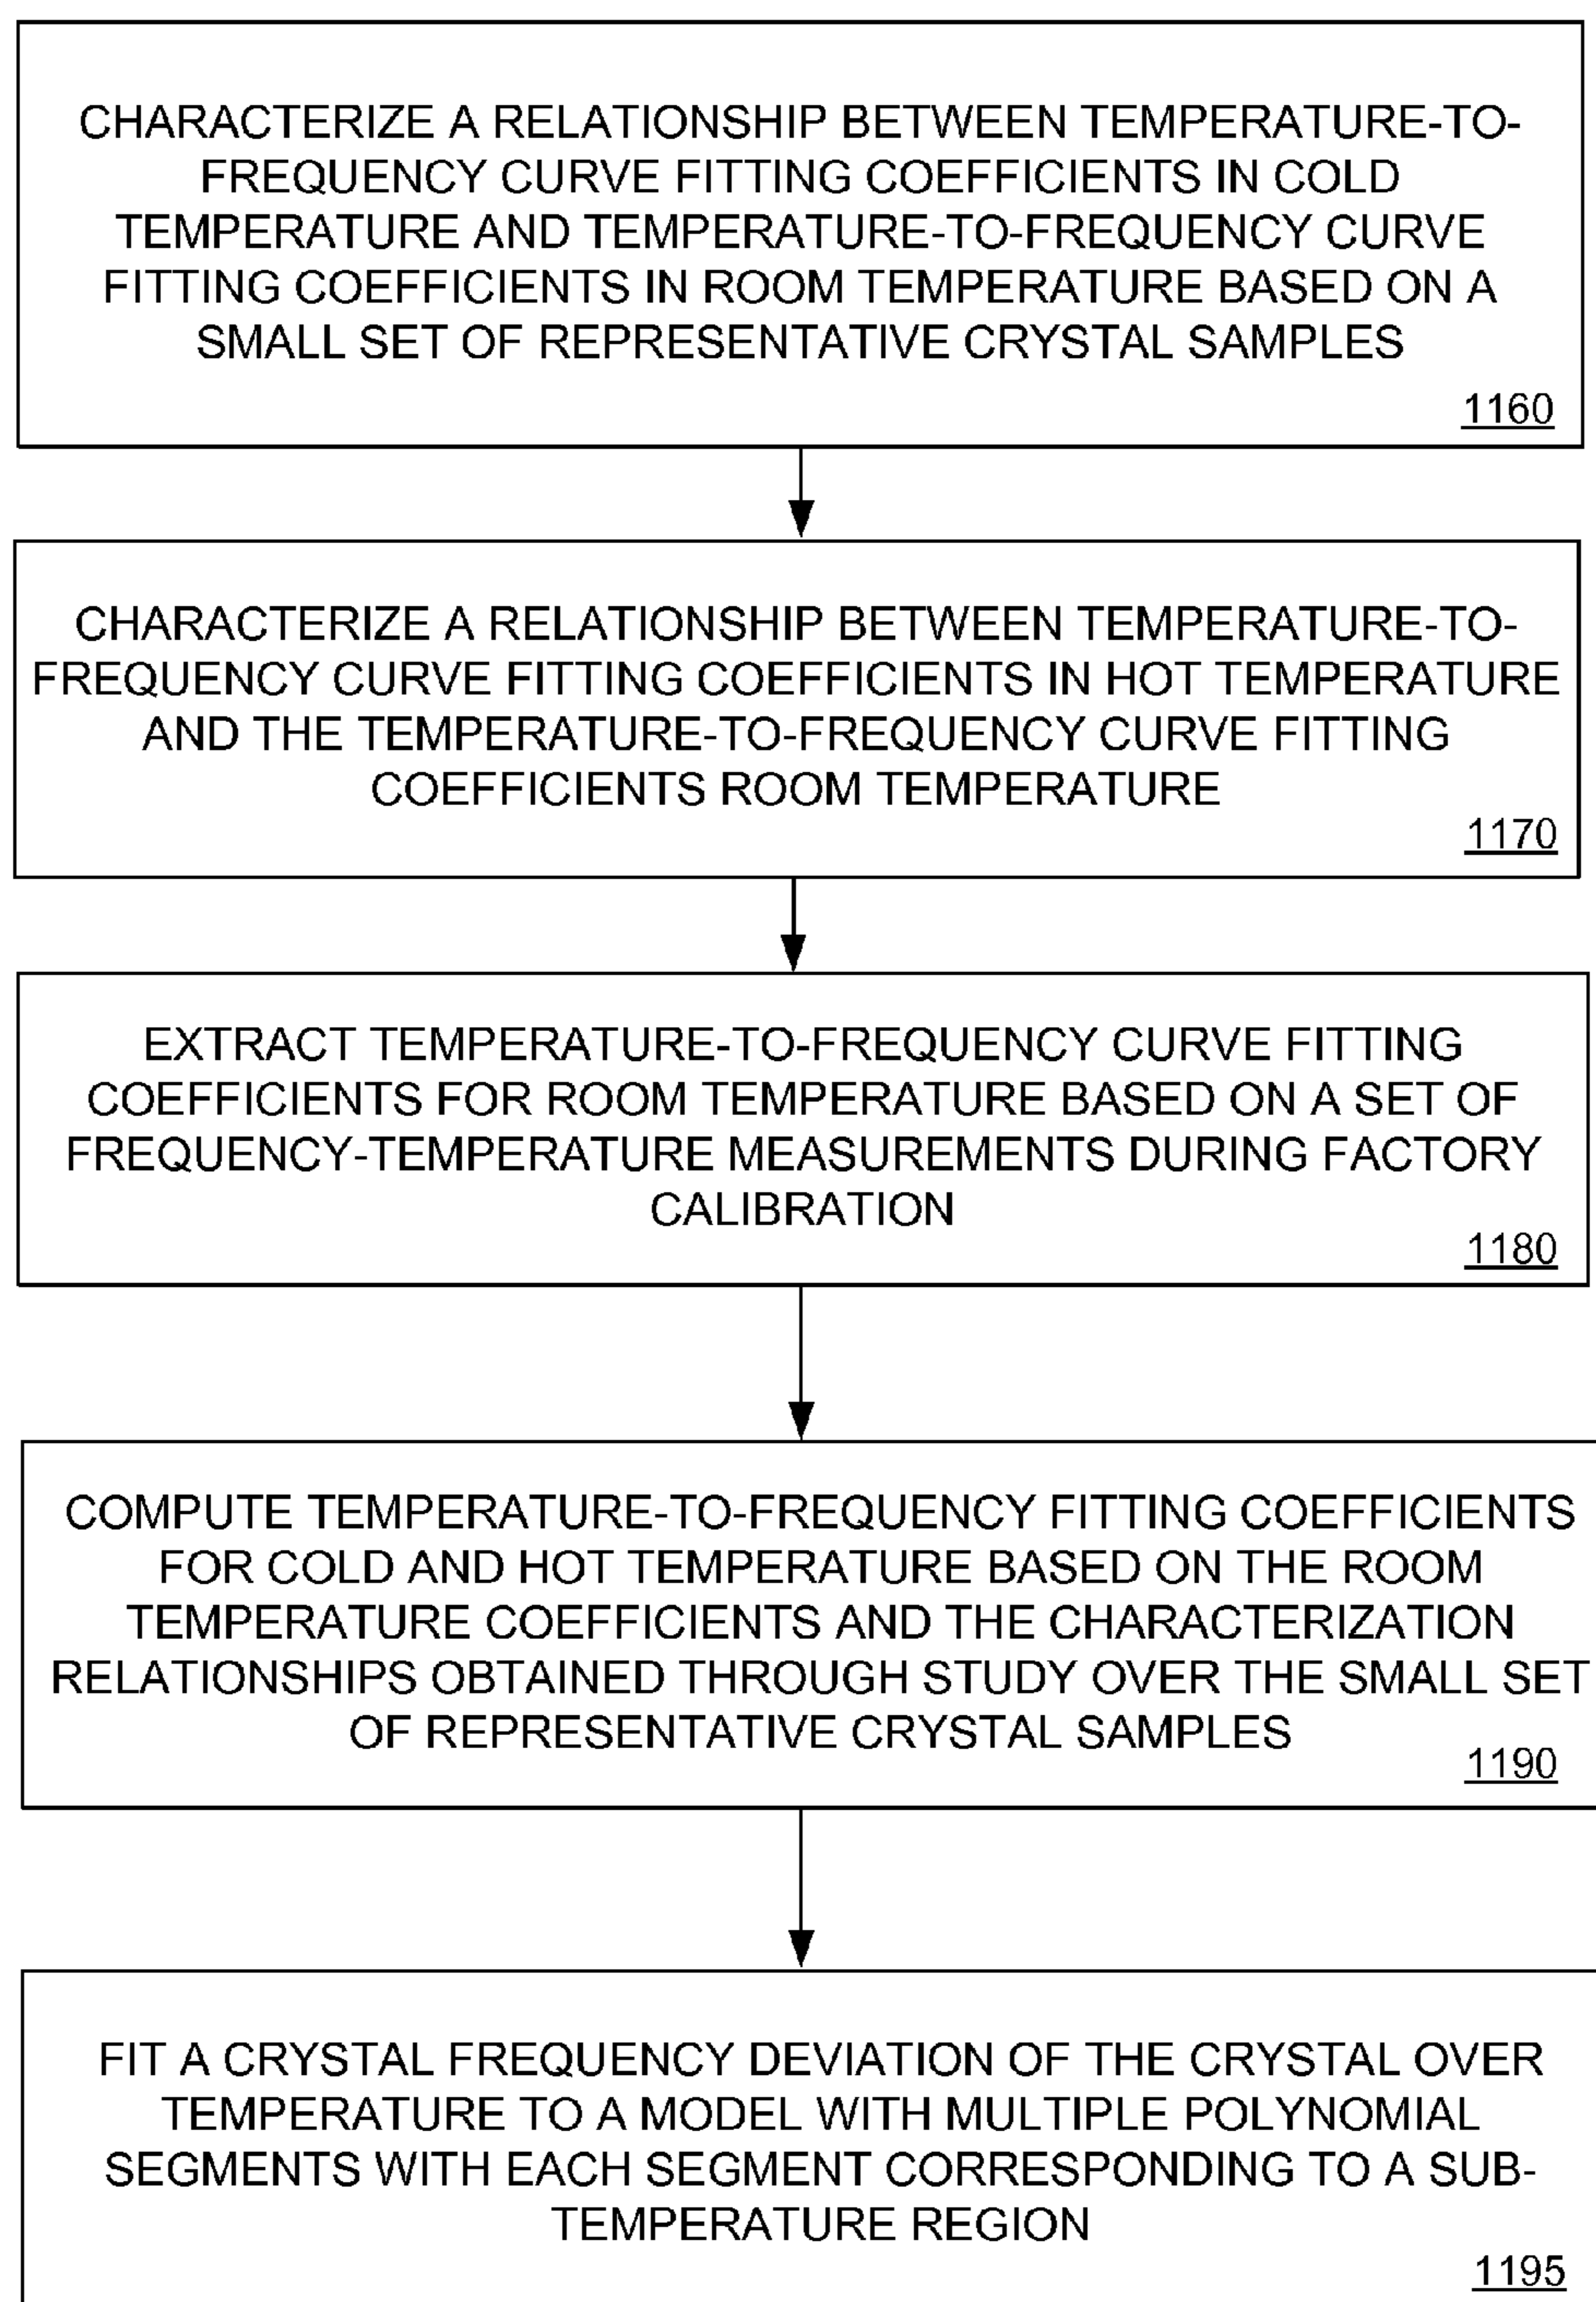 CHARACTERIZE A RELATIONSHIP BETWEEN TEMPERATURE-TO-
FREQUENCY CURVE FITTING COEFFICIENTS IN COLD
TEMPERATURE AND TEMPERATURE-TO-FREQUENCY CURVE
FITTING COEFFICIENTS IN ROOM TEMPERATURE BASED ON A
SMALL SET OF REPRESENTATIVE CRYSTAL SAMPLES
1160
CHARACTERIZE A RELATIONSHIP BETWEEN TEMPERATURE-TO-
FREQUENCY CURVE FITTING COEFFICIENTS IN HOT TEMPERATURE
AND THE TEMPERATURE-TO-FREQUENCY CURVE FITTING
COEFFICIENTS ROOM TEMPERATURE
1170
EXTRACT TEMPERATURE-TO-FREQUENCY CURVE FITTING
COEFFICIENTS FOR ROOM TEMPERATURE BASED ON A SET OF
FREQUENCY-TEMPERATURE MEASUREMENTS DURING FACTORY
CALIBRATION
1180
COMPUTE TEMPERATURE-TO-FREQUENCY FITTING COEFFICIENTS
FOR COLD AND HOT TEMPERATURE BASED ON THE ROOM
TEMPERATURE COEFFICIENTS AND THE CHARACTERIZATION
RELATIONSHIPS OBTAINED THROUGH STUDY OVER THE SMALL SET
OF REPRESENTATIVE CRYSTAL SAMPLES
1190
FIT A CRYSTAL FREQUENCY DEVIATION OF THE CRYSTAL OVER
TEMPERATURE TO A MODEL WITH MULTIPLE POLYNOMIAL
SEGMENTS WITH EACH SEGMENT CORRESPONDING TO A SUB-
TEMPERATURE REGION
1195